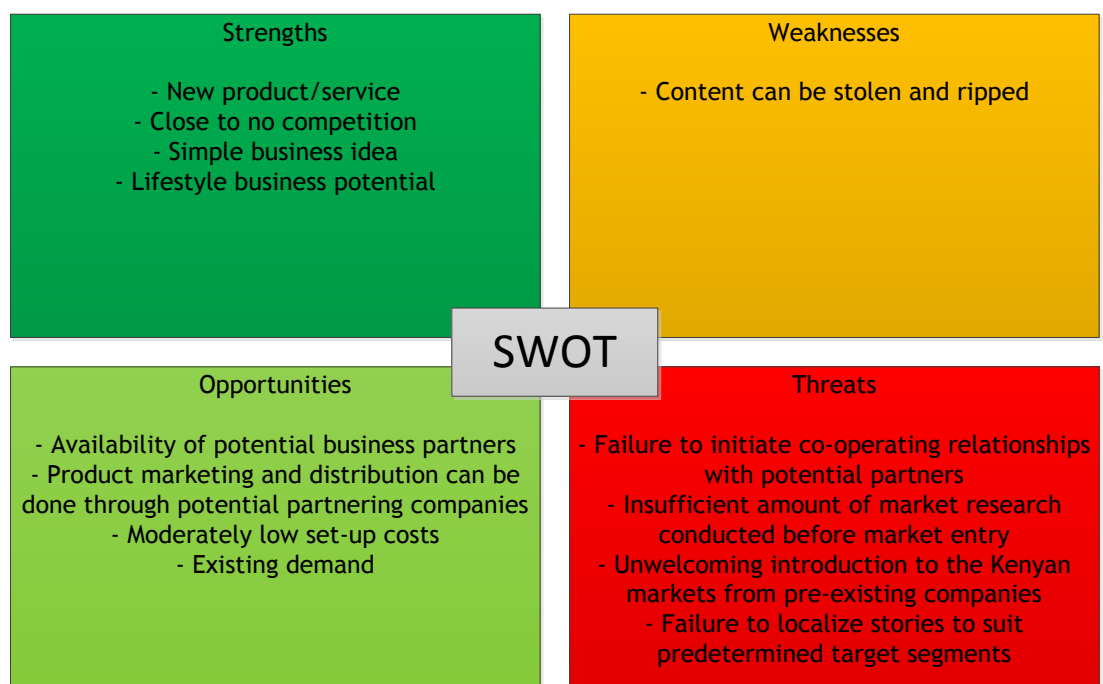 Strengths
- New product/service
- Close to no competition
- Simple business idea
- Lifestyle business potential
Weaknesses
- Content can be stolen and ripped
SWOT
Opportunities
- Availability of potential business partners
- Product marketing and distribution can be
done through potential partnering companies
- Moderately low set-up costs
- Existing demand
Threats
- Failure to initiate co-operating relationships
with potential partners
- Insufficient amount of market research
conducted before market entry
- Unwelcoming introduction to the Kenyan
markets from pre-existing companies
- Failure to localize stories to suit
predetermined target segments